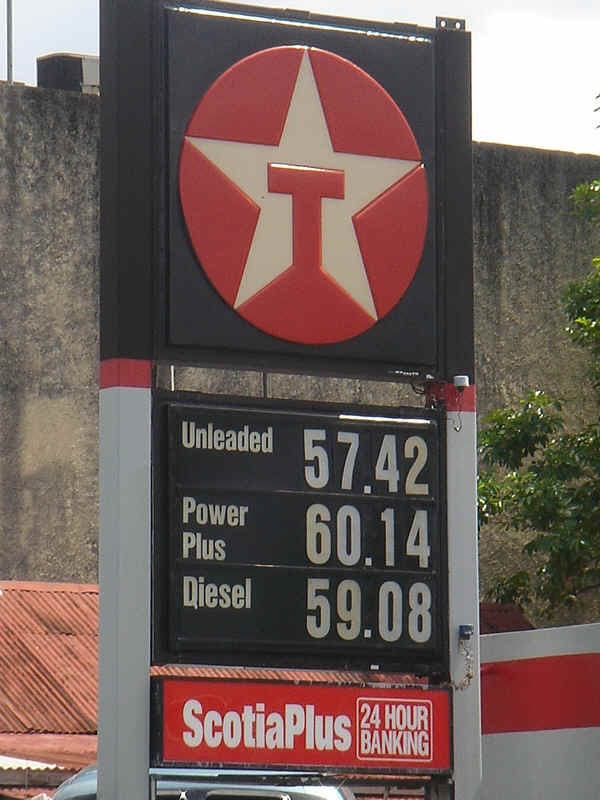 T
Unleaded 57.42
Power
Plus 60.14
Diesel 59.08
ScotiaPlus 24 HOUR
BANKING